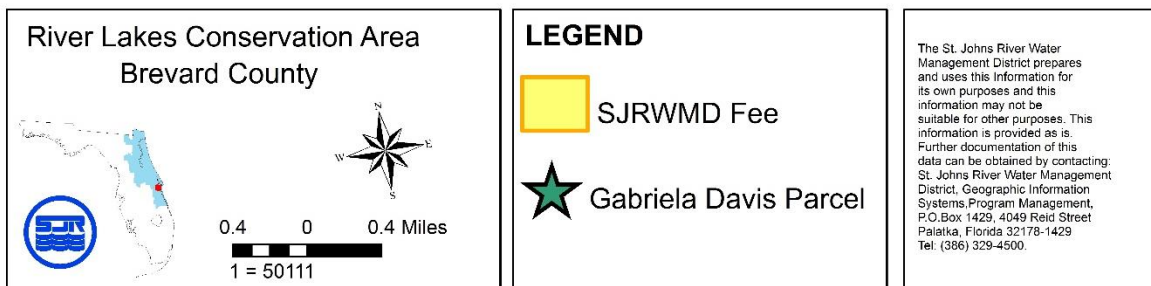 River Lakes Conservation Area
Brevard County
N
W
E
S
SJR
0.4 0 0.4 Miles
1 = 50111
LEGEND
SJRWMD Fee
Gabriela Davis Parcel
The St. Johns River Water
Management District prepares
and uses this Information for
its own purposes and this
information may not be
suitable for other purposes. This
information is provided as is.
Further documentation of this
data can be obtained by contacting:
St. Johns River Water Management
District, Geographic Information
Systems,Program Management,
P.O.Box 1429, 4049 Reid Street
Palatka, Florida 32178-1429
Tel: (386) 329-4500.